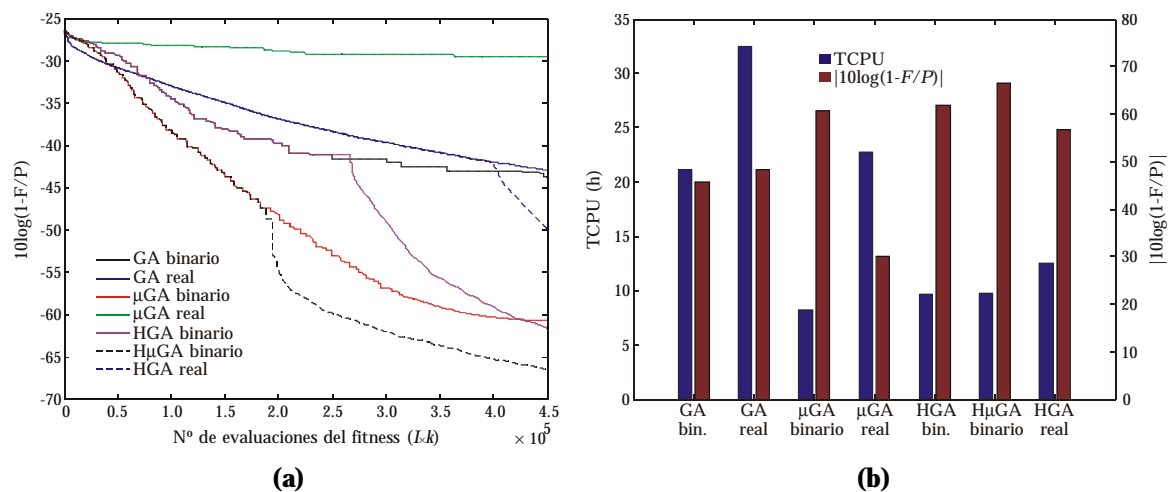 -25
-30
-35
-40
-45
-50
-55
-60
-65
-70
10log(1-F/P)
GA binario
GA real
μGA binario
μGA real
HGA binario
HμGA binario
HGA real
0 0.5 1.0 1.5 2.0 2.5 3.0 3.5 4.0 4.5
Nº de evaluaciones del fitness (I×k)
× 10⁵
(a)
35
30
25
20
15
10
5
0
TCPU (h)
TCPU
|10log(1-F/P)|
80
70
60
50
40
30
20
10
0
|10log(1-F/P)|
GA GA μGA μGA HGA HμGA HGA
bin. real binario real bin. binario real
(b)